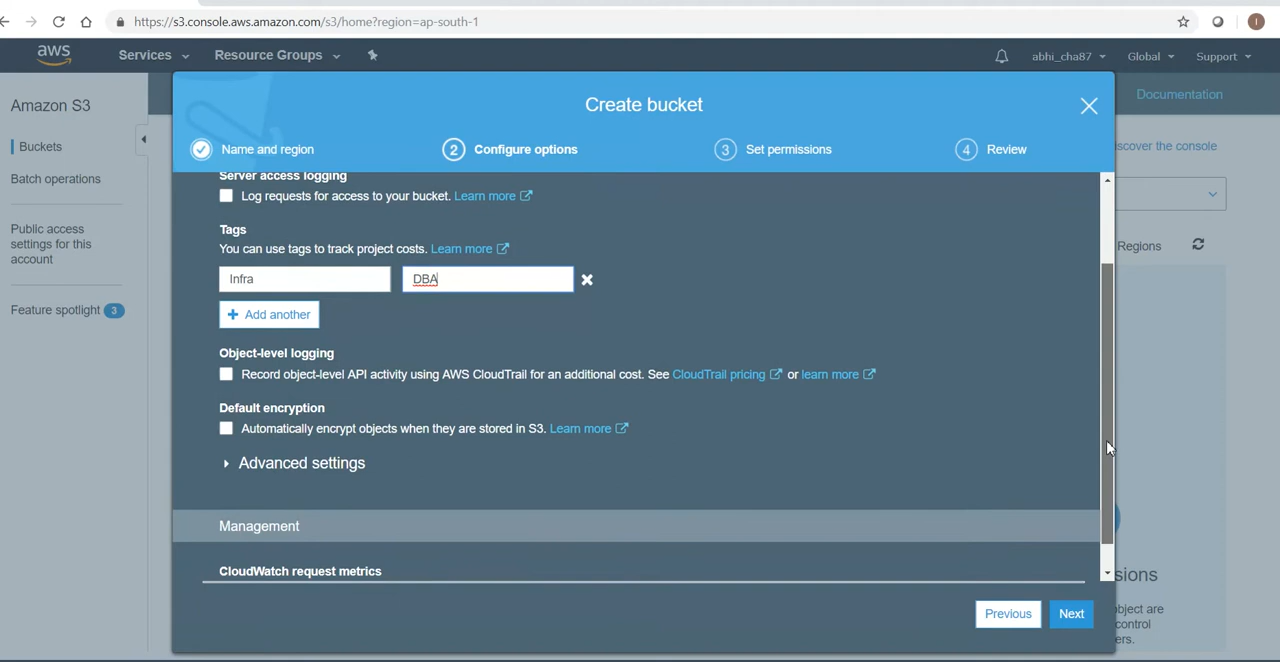 https://s3.console.aws.amazon.com/s3/home?region=ap-south-1
I
aws
Services
Resource Groups
abhi_cha87
Global
Support
Amazon S3
Create bucket
Documentation
Name and region
2
Configure options
3
Set permissions
4
Review
Buckets
iscover the console
Batch operations
Server access logging
Log requests for access to your bucket. Learn more
Public access
settings for this
account
Tags
You can use tags to track project costs. Learn more
Regions
Infra
DBA
Feature spotlight 3
Add another
Object-level logging
Record object-level API activity using AWS CloudTrail for an additional cost. See CloudTrail pricing or learn more
Default encryption
Automatically encrypt objects when they are stored in S3. Learn more
Advanced settings
Management
CloudWatch request metrics
sions
object are
control
ers.
Previous
Next